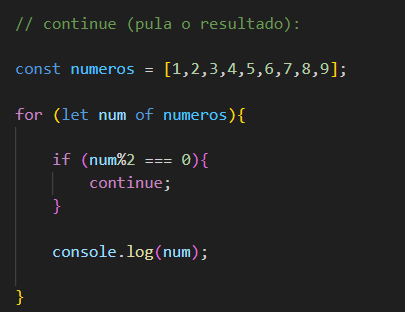 // continue (pula o resultado):
const numeros = [1,2,3,4,5,6,7,8,9];
for (let num of numeros){
if (num%2 === 0){
continue;
}
console.log(num);
}